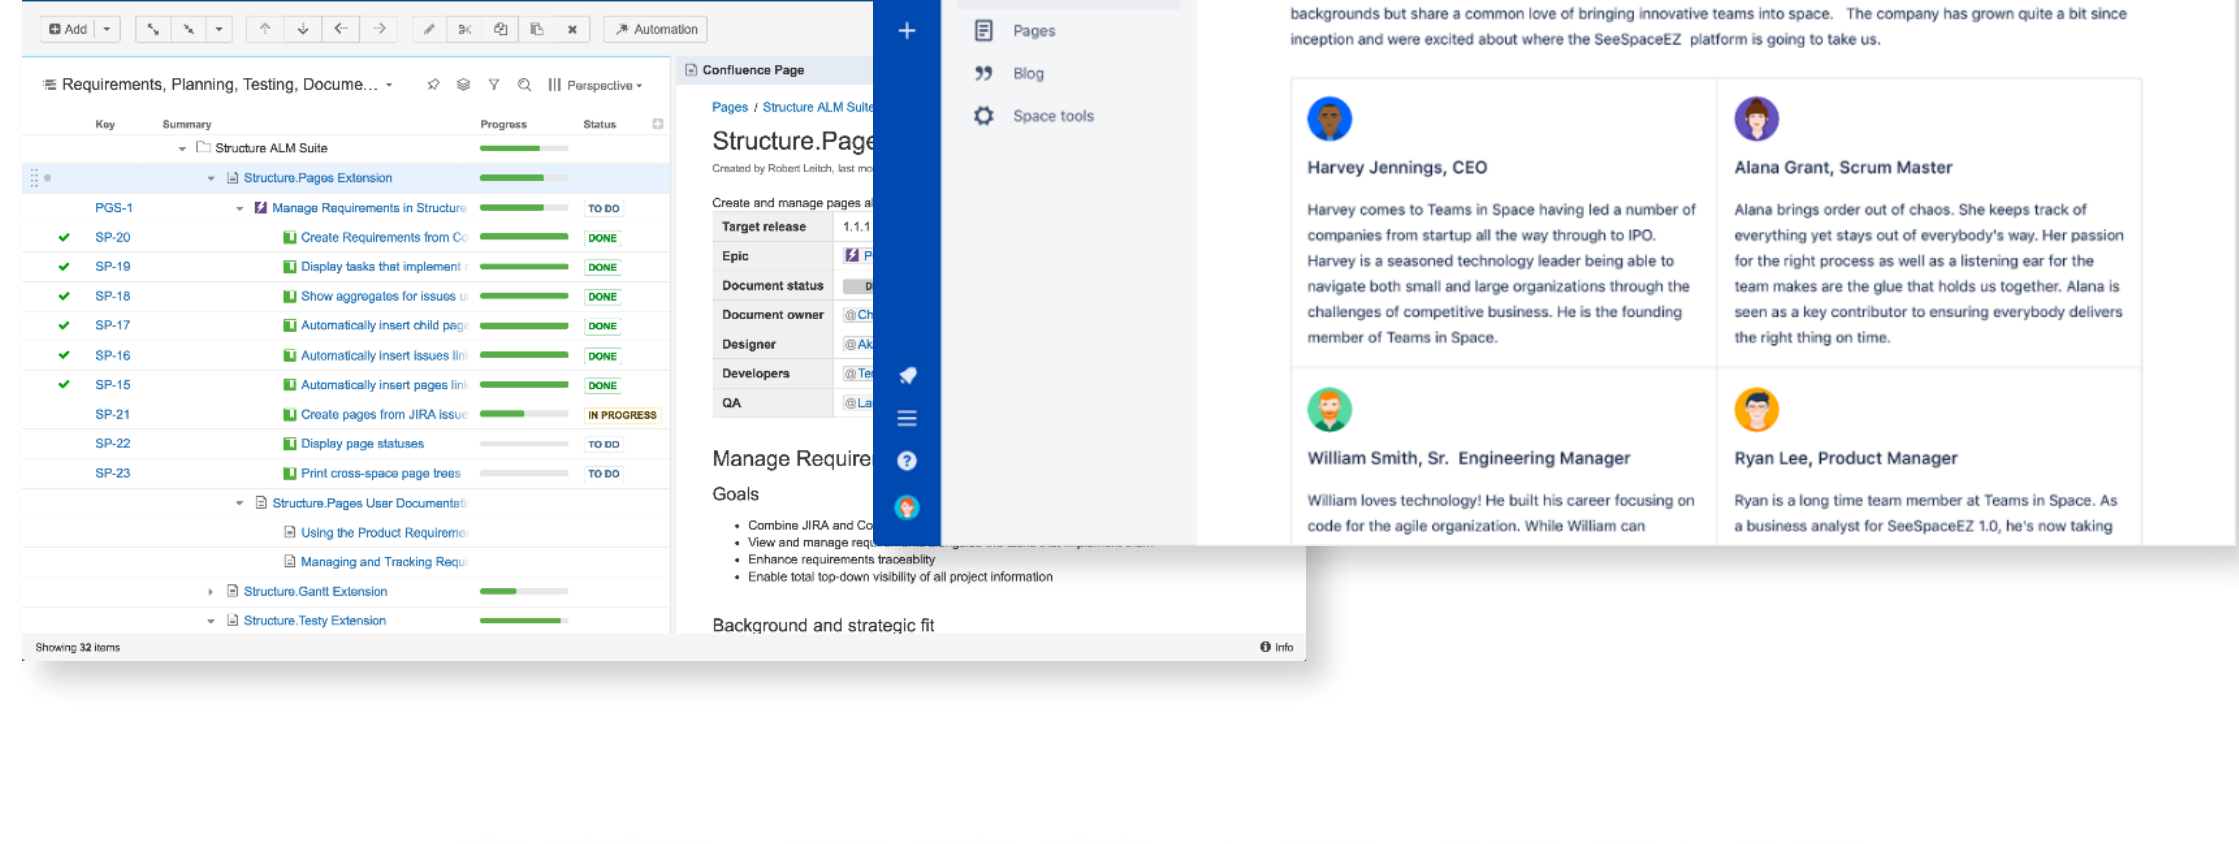 Add
Automation
Requirements, Planning, Testing, Docume...
Perspective
Key Summary Progress Status
Structure ALM Suite
Structure.Pages Extension
PGS-1 Manage Requirements in Structure TO DO
SP-20 Create Requirements from Co DONE
SP-19 Display tasks that implement DONE
SP-18 Show aggregates for issues DONE
SP-17 Automatically insert child page DONE
SP-16 Automatically insert issues lin DONE
SP-15 Automatically insert pages link DONE
SP-21 Create pages from JIRA issue IN PROGRESS
SP-22 Display page statuses TO DO
SP-23 Print cross-space page trees TO DO
Structure.Pages User Documentati
Using the Product Requireme
Managing and Tracking Requi
Structure.Gantt Extension
Structure.Testy Extension
Showing 32 items
Info
Confluence Page
Pages / Structure ALM Suite
Structure.Page
Created by Robert Leitch, last mo
Create and manage pages al
Target release 1.1.1
Epic P
Document status D
Document owner @Ch
Designer @Ak
Developers @Te
QA @La
Manage Require
Goals
• Combine JIRA and Co
• View and manage requ
• Enhance requirements traceablity
• Enable total top-down visibility of all project information
Background and strategic fit
Pages
Blog
Space tools
backgrounds but share a common love of bringing innovative teams into space. The company has grown quite a bit since
inception and were excited about where the SeeSpaceEZ platform is going to take us.
Harvey Jennings, CEO
Harvey comes to Teams in Space having led a number of
companies from startup all the way through to IPO.
Harvey is a seasoned technology leader being able to
navigate both small and large organizations through the
challenges of competitive business. He is the founding
member of Teams in Space.
Alana Grant, Scrum Master
Alana brings order out of chaos. She keeps track of
everything yet stays out of everybody's way. Her passion
for the right process as well as a listening ear for the
team makes are the glue that holds us together. Alana is
seen as a key contributor to ensuring everybody delivers
the right thing on time.
William Smith, Sr. Engineering Manager
William loves technology! He built his career focusing on
code for the agile organization. While William can
Ryan Lee, Product Manager
Ryan is a long time team member at Teams in Space. As
a business analyst for SeeSpaceEZ 1.0, he's now taking